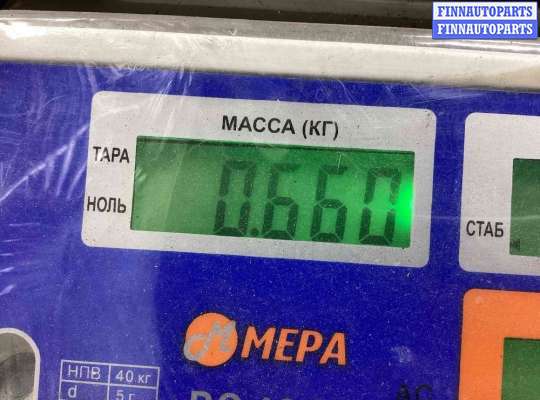 FINNAUTOPARTS
FINNAUTOPARTS
МАССА (КГ)
ТАРА
НОЛЬ
0.660
СТАБ
МЕРА
НПВ 40 кг
d 5 г